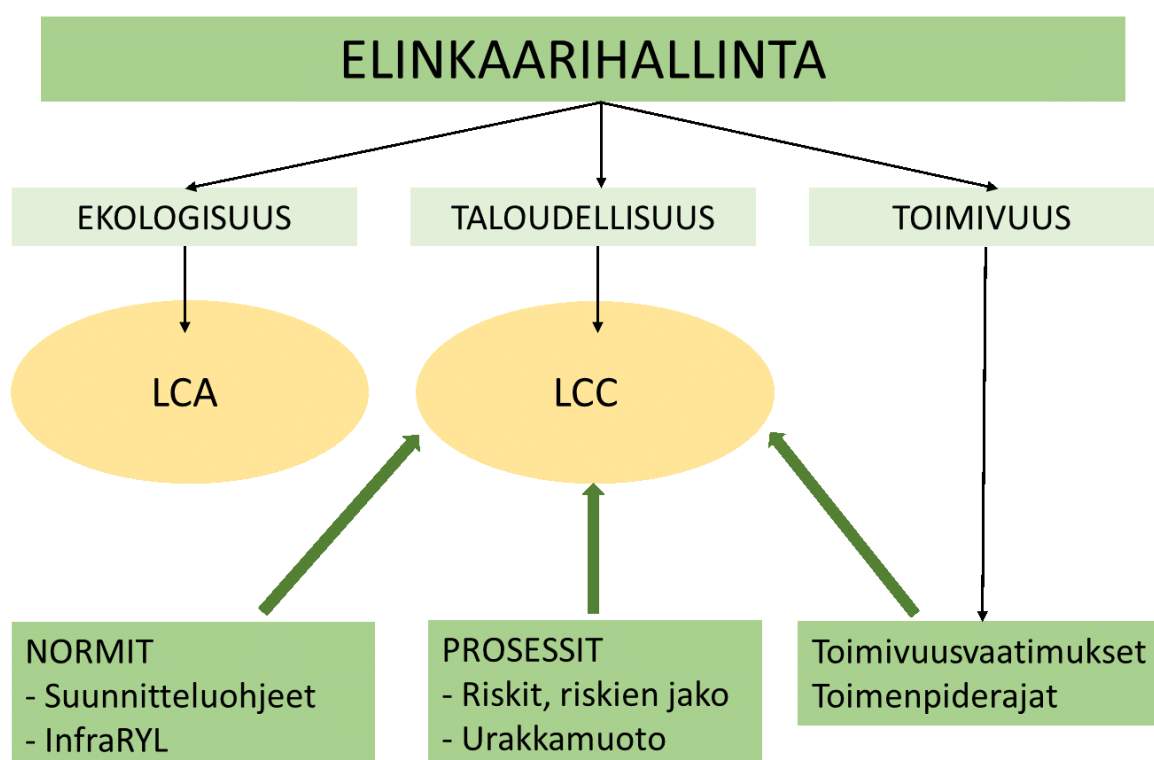 ELINKAARIHALLINTA
EKOLOGISUUS
TALOUDELLISUUS
TOIMIVUUS
LCA
LCC
NORMIT
- Suunnitteluohjeet
- InfraRYL
PROSESSIT
- Riskit, riskien jako
- Urakkamuoto
Toimivuusvaatimukset
Toimenpiderajat